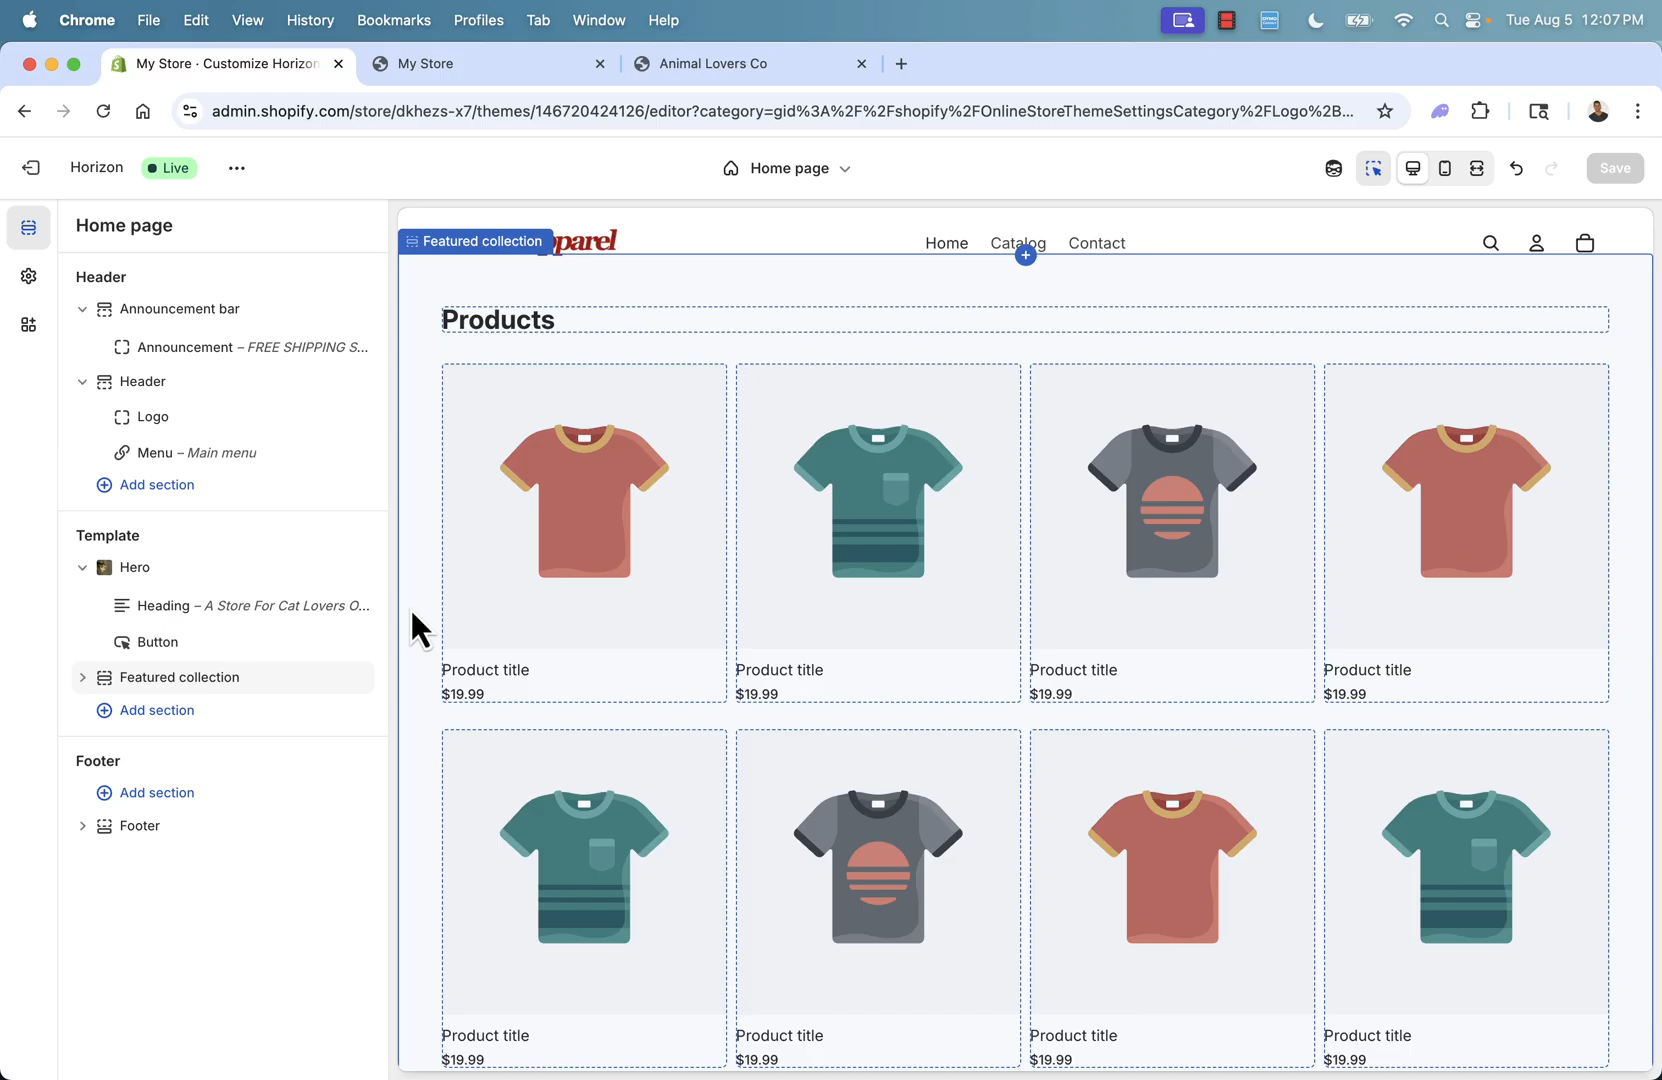 Chrome File Edit View History Bookmarks Profiles Tab Window Help Tue Aug 5 12:07 PM
My Store · Customize Horizon My Store Animal Lovers Co
admin.shopify.com/store/dkhezs-x7/themes/146720424126/editor?category=gid%3A%2F%2Fshopify%2FOnlineStoreThemeSettingsCategory%2FLogo%2B...
Horizon Live Home page Save
Home page
Header
Announcement bar
Announcement – FREE SHIPPING S...
Header
Logo
Menu – Main menu
Add section
Template
Hero
Heading – A Store For Cat Lovers O...
Button
Featured collection
Add section
Footer
Add section
Footer
Featured collection
Home Catalog Contact
Products
Product title Product title Product title Product title
$19.99 $19.99 $19.99 $19.99
Product title Product title Product title Product title
$19.99 $19.99 $19.99 $19.99